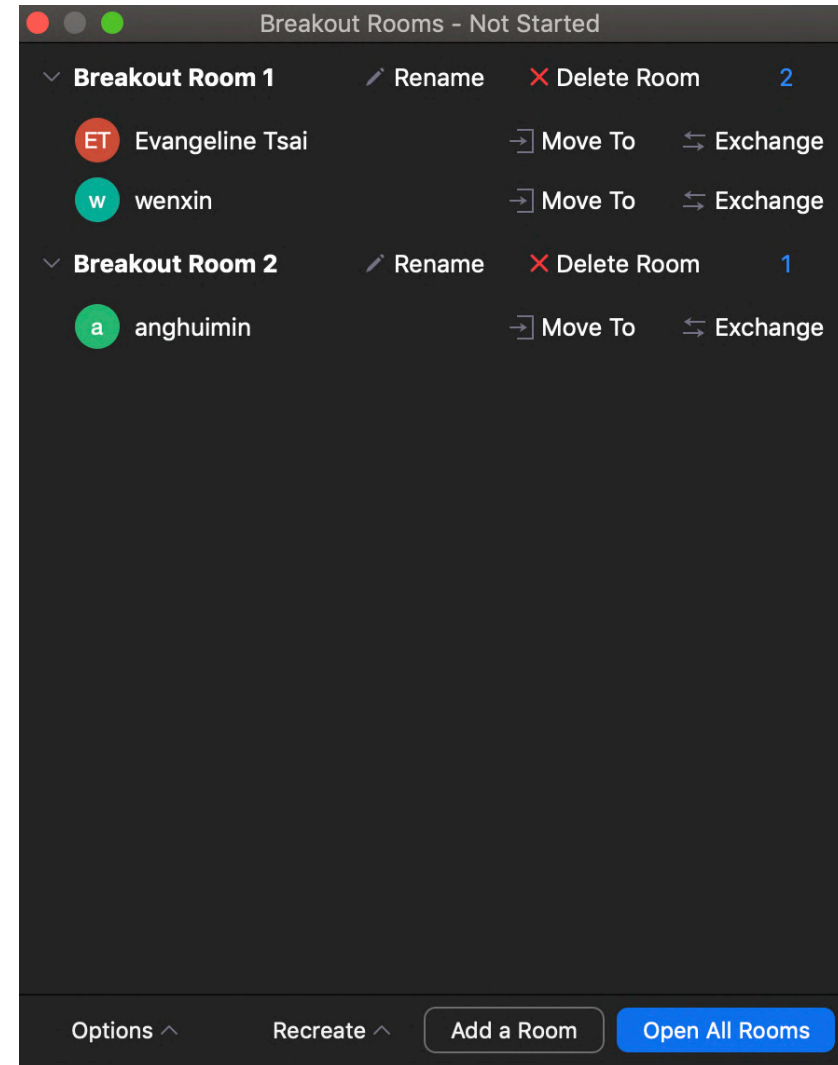 Breakout Rooms - Not Started
Breakout Room 1 Rename Delete Room 2
ET Evangeline Tsai Move To Exchange
w wenxin Move To Exchange
Breakout Room 2 Rename Delete Room 1
a anghuimin Move To Exchange
Options Recreate Add a Room Open All Rooms